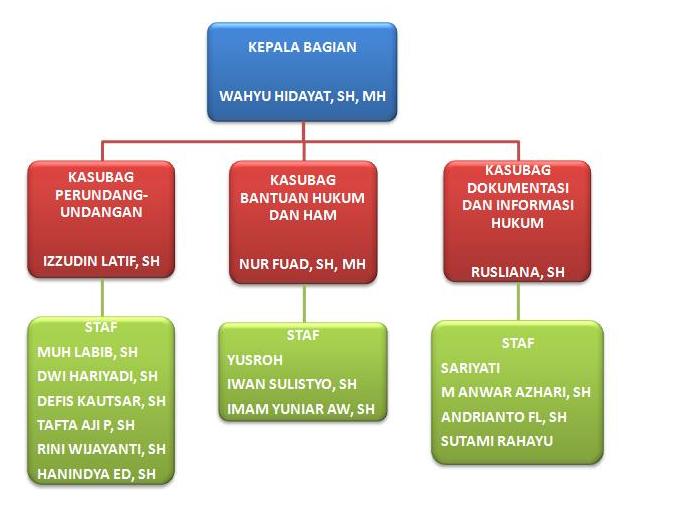 KEPALA BAGIAN
WAHYU HIDAYAT, SH, MH
KASUBAG
PERUNDANG-
UNDANGAN
IZZUDIN LATIF, SH
KASUBAG
BANTUAN HUKUM
DAN HAM
NUR FUAD, SH, MH
KASUBAG
DOKUMENTASI
DAN INFORMASI
HUKUM
RUSLIANA, SH
STAF
MUH LABIB, SH
DWI HARIYADI, SH
DEFIS KAUTSAR, SH
TAFTA AJI P, SH
RINI WIJAYANTI, SH
HANINDYA ED, SH
STAF
YUSROH
IWAN SULISTYO, SH
IMAM YUNIAR AW, SH
STAF
SARIYATI
M ANWAR AZHARI, SH
ANDRIANTO FL, SH
SUTAMI RAHAYU